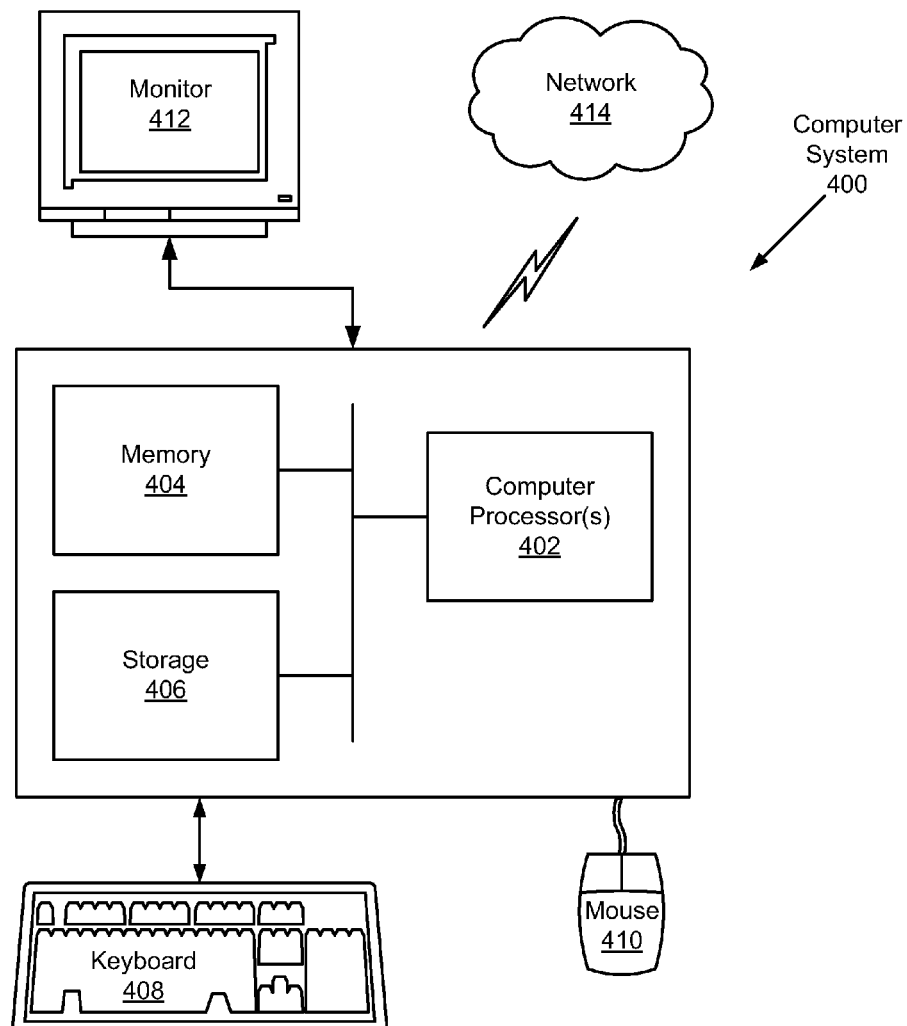 Monitor
412
Network
414
Computer
System
400
Memory
404
Computer
Processor(s)
402
Storage
406
Keyboard
408
Mouse
410